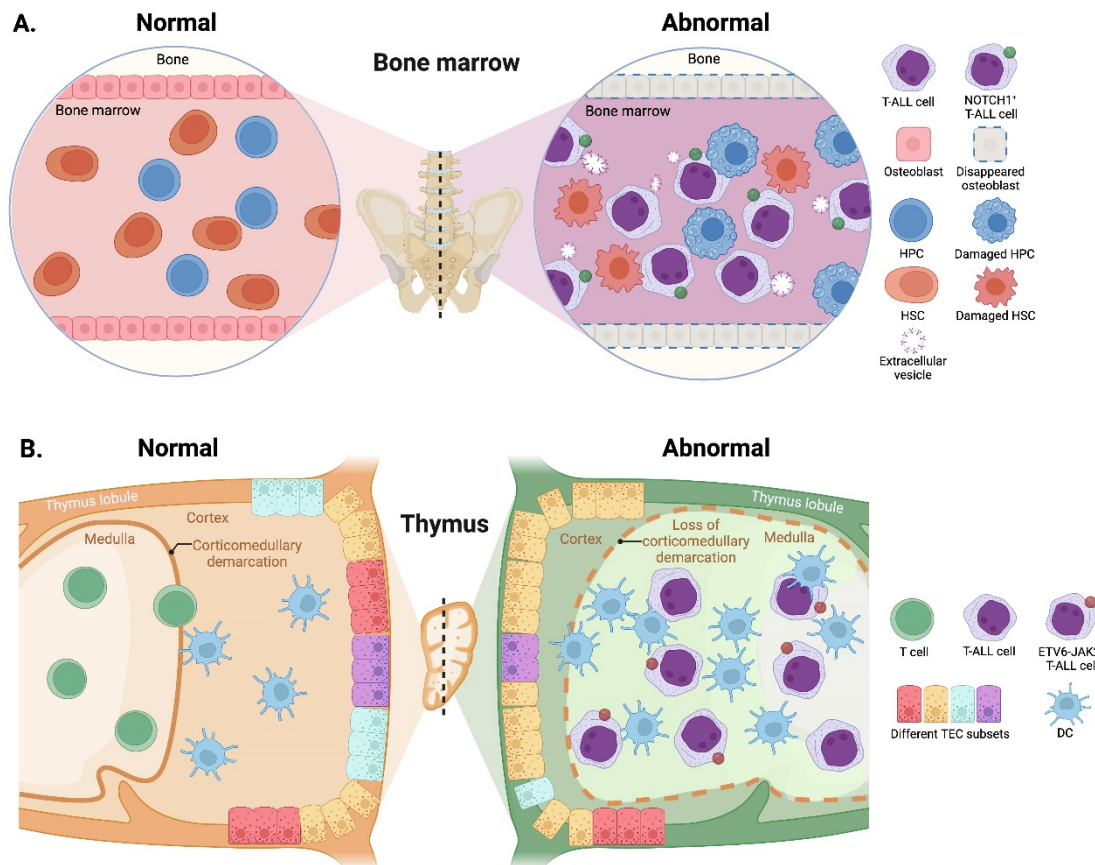 A.
Normal
Abnormal
Bone marrow
Bone
Bone marrow
Bone
Bone marrow
T-ALL cell
NOTCH1⁺
T-ALL cell
Osteoblast
Disappeared
osteoblast
HPC
Damaged HPC
HSC
Damaged HSC
Extracellular
vesicle
B.
Normal
Abnormal
Thymus
Thymus lobule
Cortex
Medulla
Corticomedullary
demarcation
Thymus lobule
Cortex
Loss of
corticomedullary
demarcation
Medulla
T cell
T-ALL cell
ETV6-JAK2
T-ALL cell
Different TEC subsets
DC